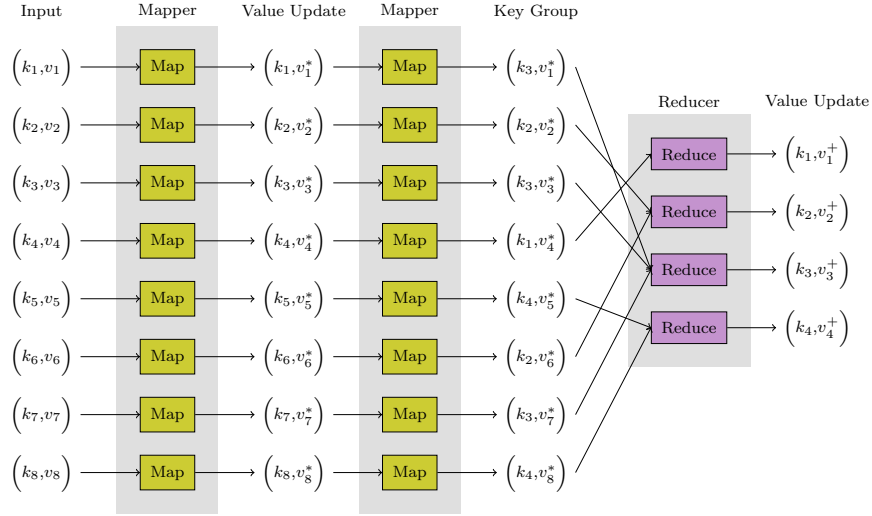 Input Mapper Value Update Mapper Key Group
(k₁,v₁) Map (k₁,v₁*) Map (k₃,v₁*)
Reducer Value Update
(k₂,v₂) Map (k₂,v₂*) Map (k₂,v₂*)
Reduce (k₁,v₁⁺)
(k₃,v₃) Map (k₃,v₃*) Map (k₃,v₃*)
Reduce (k₂,v₂⁺)
(k₄,v₄) Map (k₄,v₄*) Map (k₁,v₄*)
Reduce (k₃,v₃⁺)
(k₅,v₅) Map (k₅,v₅*) Map (k₄,v₅*)
Reduce (k₄,v₄⁺)
(k₆,v₆) Map (k₆,v₆*) Map (k₂,v₆*)
(k₇,v₇) Map (k₇,v₇*) Map (k₃,v₇*)
(k₈,v₈) Map (k₈,v₈*) Map (k₄,v₈*)